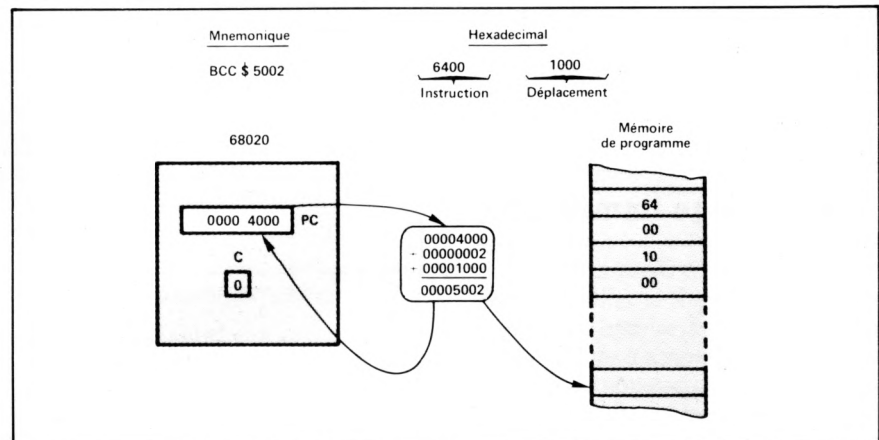 Mnemonique
Hexadecimal
BCC $ 5002
6400
1000
Instruction
Déplacement
68020
Mémoire
de programme
0000 4000
PC
C
0
00004000
+ 00000002
+ 00001000
00005002
64
00
10
00